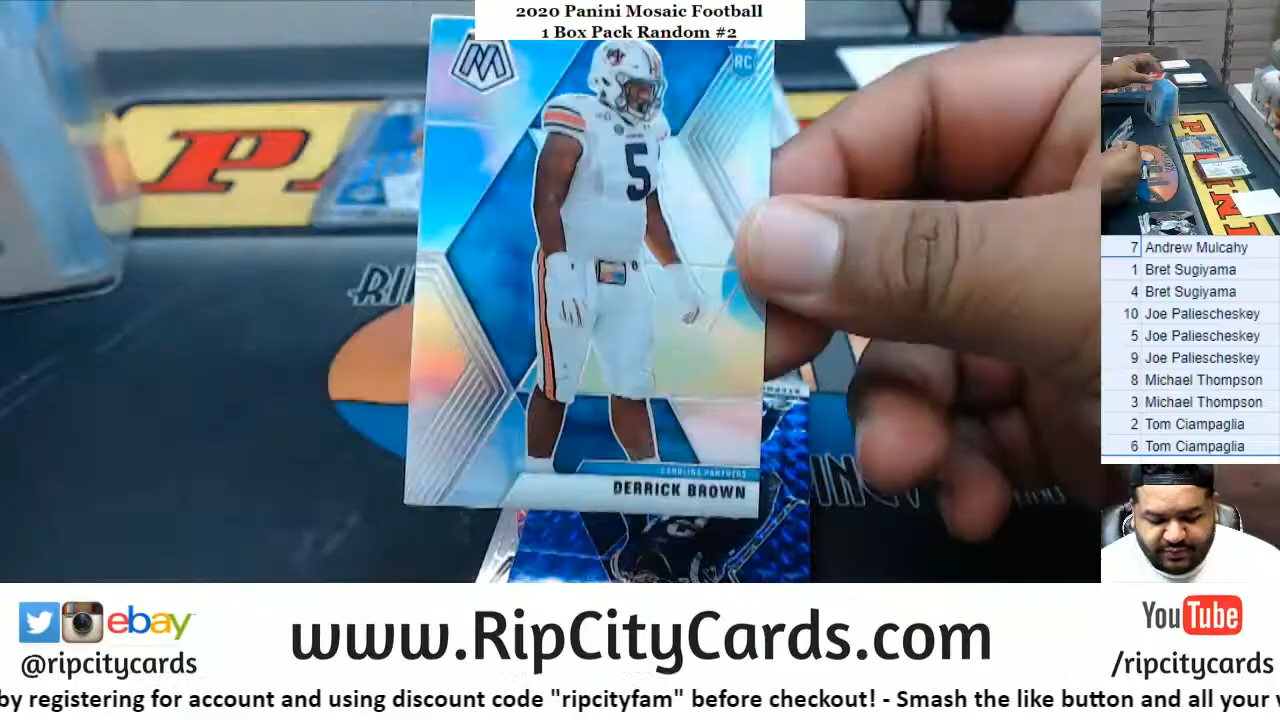 2020 Panini Mosaic Football
1 Box Pack Random #2
RC
5
CAROLINA PANTHERS
DERRICK BROWN
7 Andrew Mulcahy
1 Bret Sugiyama
4 Bret Sugiyama
10 Joe Paliescheskey
5 Joe Paliescheskey
9 Joe Paliescheskey
8 Michael Thompson
3 Michael Thompson
2 Tom Ciampaglia
6 Tom Ciampaglia
ebay
@ripcitycards
www.RipCityCards.com
YouTube
/ripcitycards
by registering for account and using discount code "ripcityfam" before checkout! - Smash the like button and all your